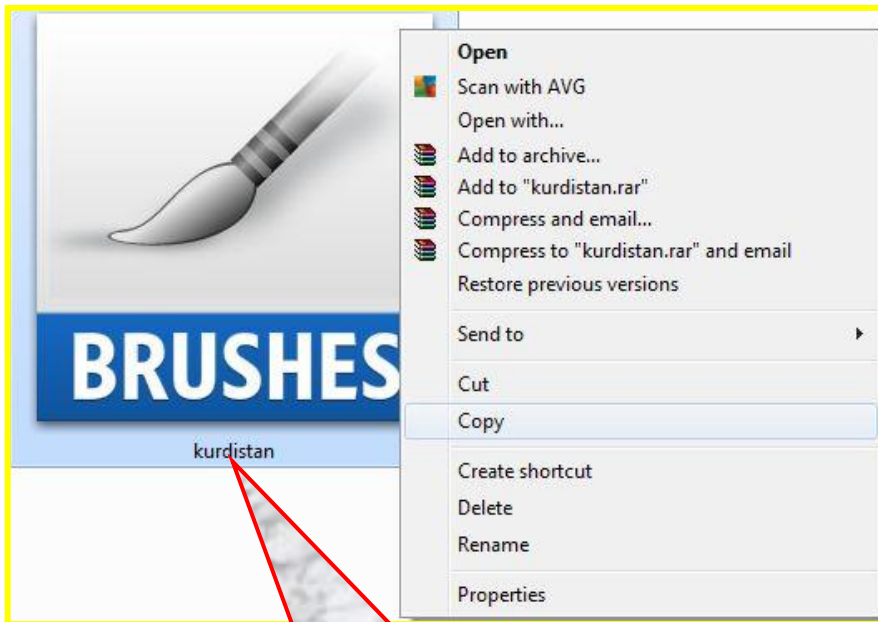 BRUSHES
kurdistan
Open
Scan with AVG
Open with...
Add to archive...
Add to "kurdistan.rar"
Compress and email...
Compress to "kurdistan.rar" and email
Restore previous versions
Send to
Cut
Copy
Create shortcut
Delete
Rename
Properties